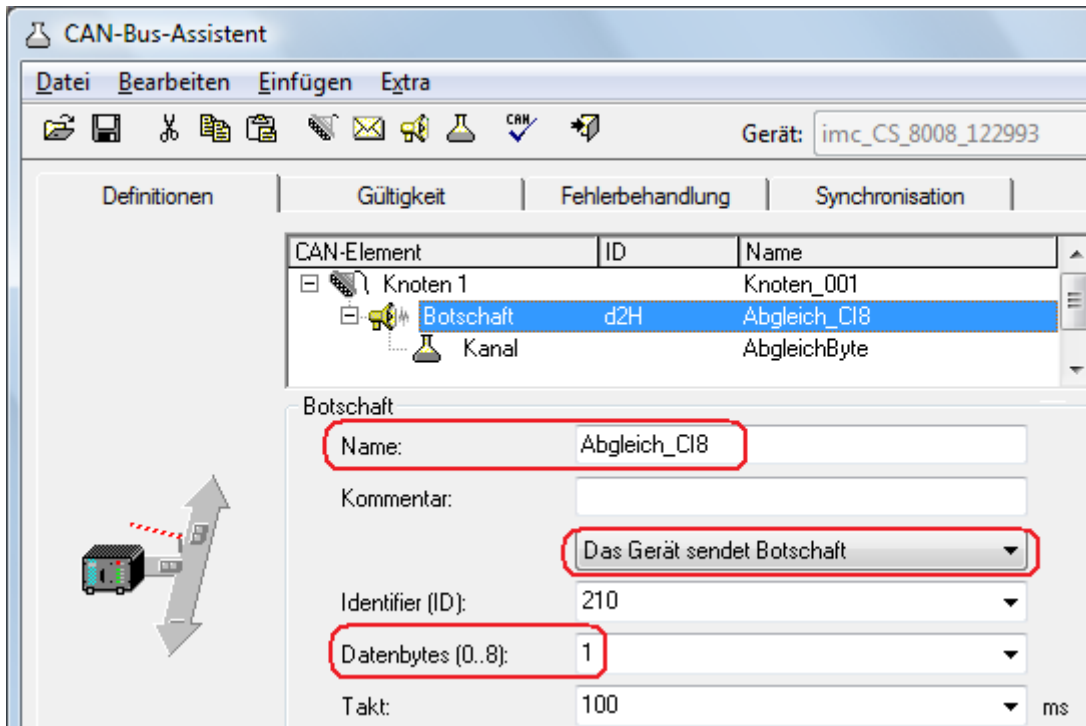 CAN-Bus-Assistent
Datei Bearbeiten Einfügen Extra
CAN Gerät: imc_CS_8008_122993
Definitionen Gültigkeit Fehlerbehandlung Synchronisation
CAN-Element ID Name
Knoten 1 Knoten_001
Botschaft d2H Abgleich_CI8
Kanal AbgleichByte
Botschaft
Name: Abgleich_CI8
Kommentar:
Das Gerät sendet Botschaft
Identifier (ID): 210
Datenbytes (0..8): 1
Takt: 100 ms